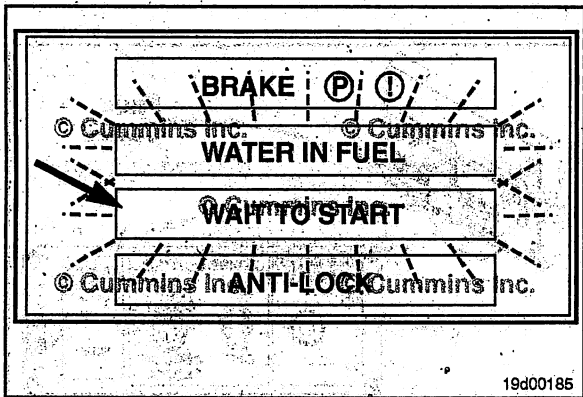 BRAKE P !
© Cummins Inc. © Cummins Inc.
WATER IN FUEL
© Cummins Inc.
WAIT TO START
© Cummins Inc. © Cummins Inc.
ANTI-LOCK
19d00185